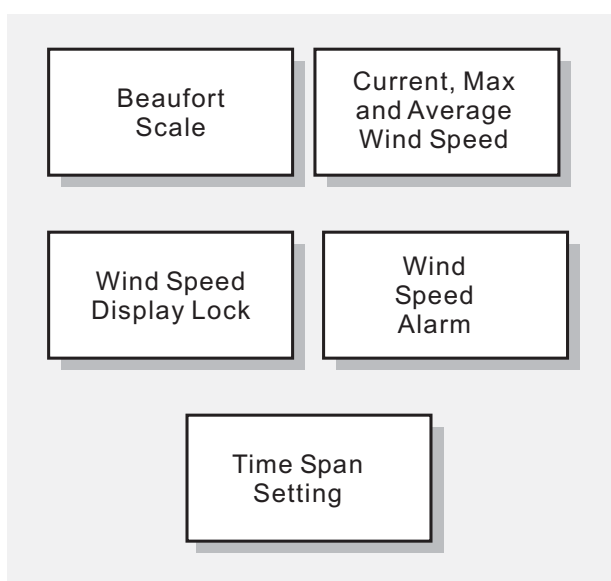 Beaufort
Scale
Current, Max
and Average
Wind Speed
Wind Speed
Display Lock
Wind
Speed
Alarm
Time Span
Setting